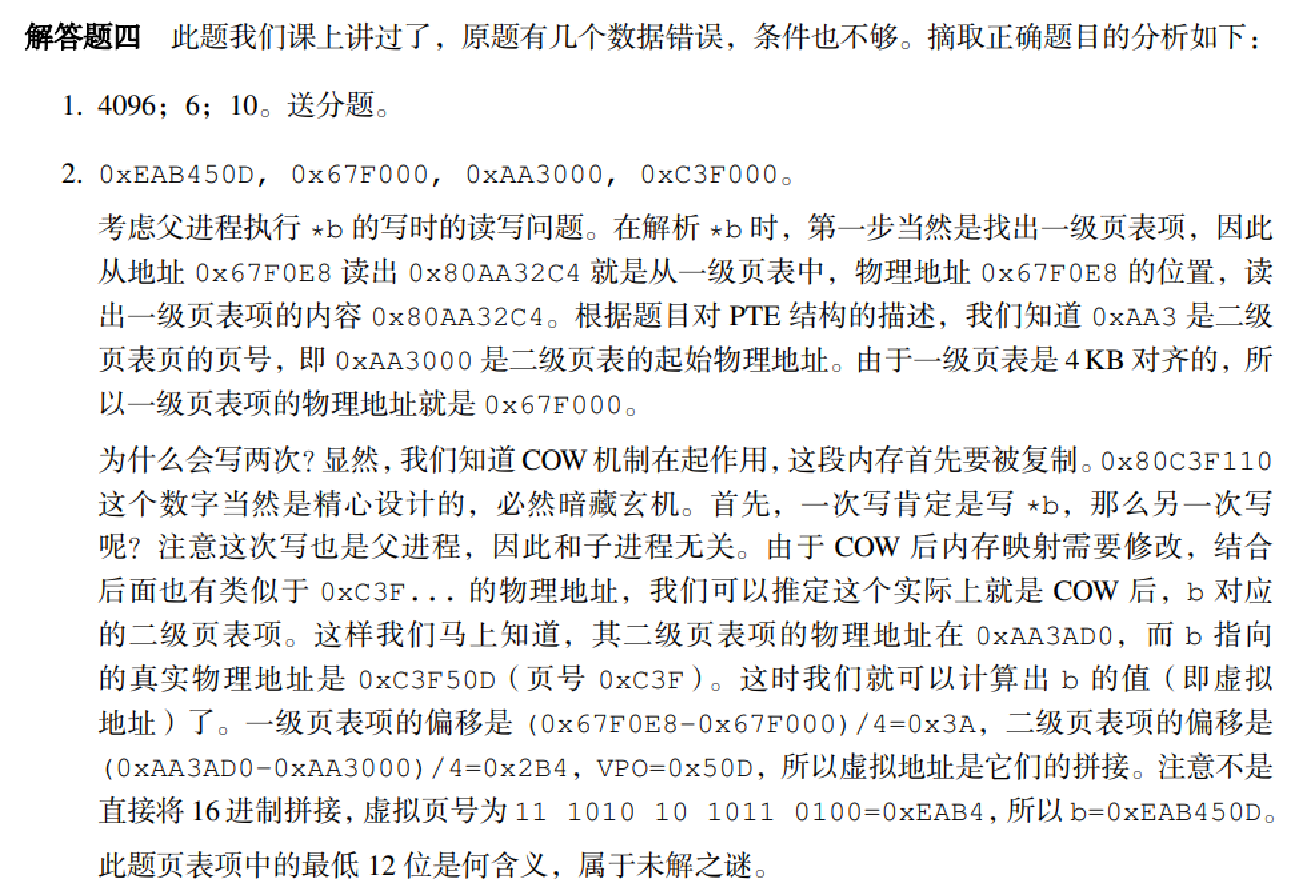 解答题四 此题我们课上讲过了，原题有几个数据错误，条件也不够。摘取正确题目的分析如下：
1. 4096；6；10。送分题。
2. 0xEAB450D, 0x67F000, 0xAA3000, 0xC3F000。
考虑父进程执行 *b 的写时的读写问题。在解析 *b 时，第一步当然是找出一级页表项，因此
从地址 0x67F0E8 读出 0x80AA32C4 就是从一级页表中，物理地址 0x67F0E8 的位置，读
出一级页表项的内容 0x80AA32C4。根据题目对 PTE 结构的描述，我们知道 0xAA3 是二级
页表页的页号，即 0xAA3000 是二级页表的起始物理地址。由于一级页表是 4 KB 对齐的，所
以一级页表项的物理地址就是 0x67F000。
为什么会写两次？显然，我们知道 COW 机制在起作用，这段内存首先要被复制。0x80C3F110
这个数字当然是精心设计的，必然暗藏玄机。首先，一次写肯定是写 *b，那么另一次写
呢？注意这次写也是父进程，因此和子进程无关。由于 COW 后内存映射需要修改，结合
后面也有类似于 0xC3F... 的物理地址，我们可以推定这个实际上就是 COW 后，b 对应
的二级页表项。这样我们马上知道，其二级页表项的物理地址在 0xAA3AD0，而 b 指向
的真实物理地址是 0xC3F50D（页号 0xC3F）。这时我们就可以计算出 b 的值（即虚拟
地址）了。一级页表项的偏移是 (0x67F0E8-0x67F000)/4=0x3A，二级页表项的偏移是
(0xAA3AD0-0xAA3000)/4=0x2B4，VPO=0x50D，所以虚拟地址是它们的拼接。注意不是
直接将 16 进制拼接，虚拟页号为 11 1010 10 1011 0100=0xEAB4，所以 b=0xEAB450D。
此题页表项中的最低 12 位是何含义，属于未解之谜。